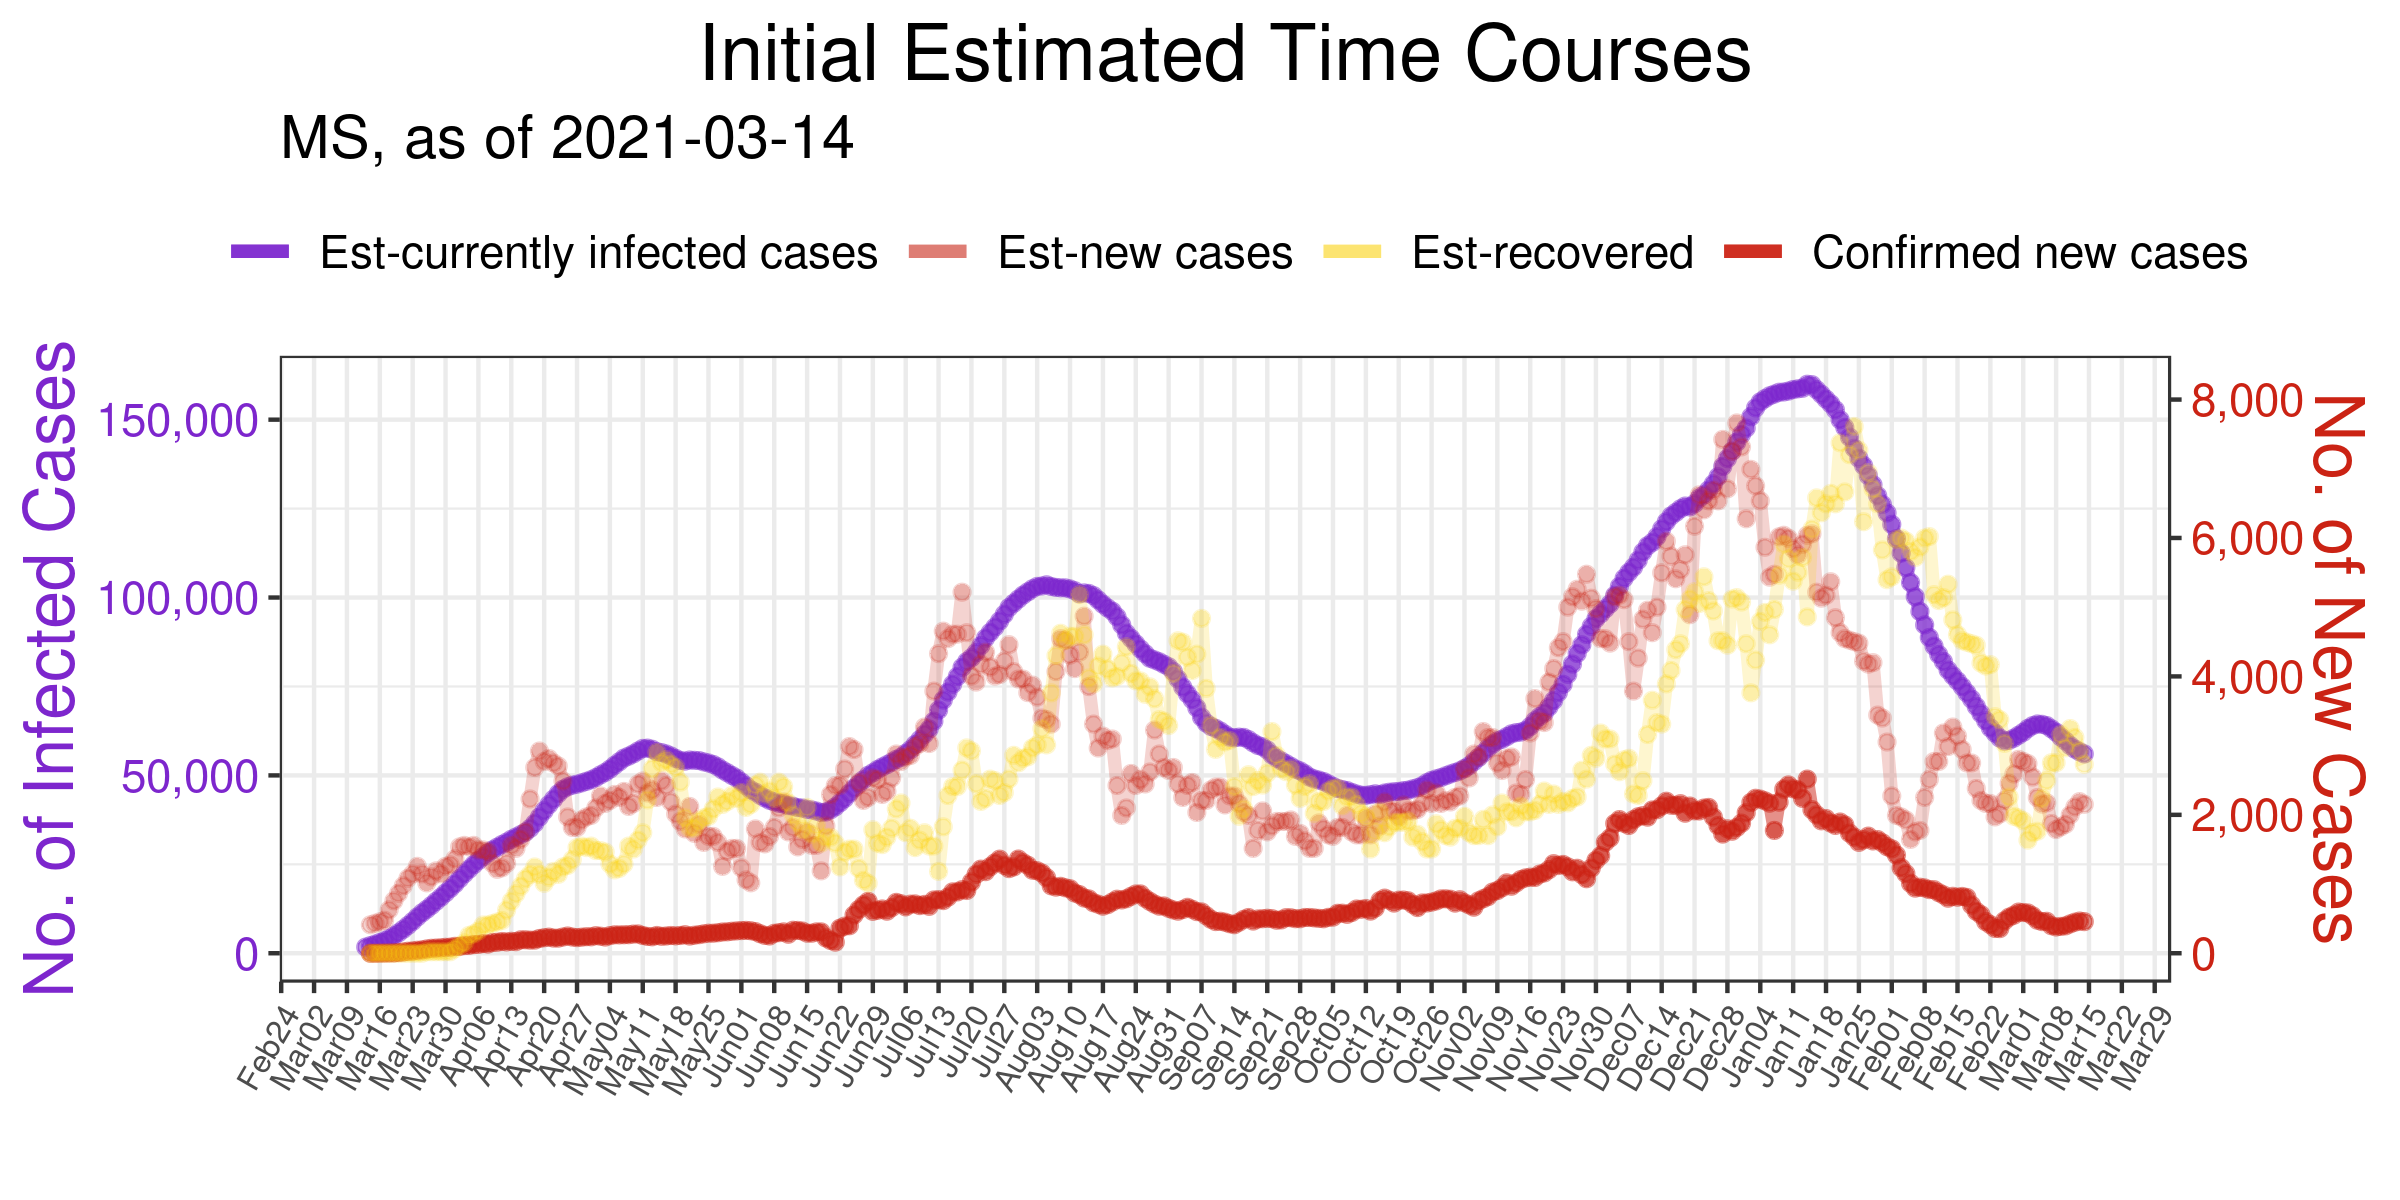 Initial Estimated Time Courses
MS, as of 2021-03-14
Est-currently infected cases
Est-new cases
Est-recovered
Confirmed new cases
No. of Infected Cases
150,000
100,000
50,000
0
8,000
6,000
4,000
2,000
0
No. of New Cases
Feb24
Mar02
Mar09
Mar16
Mar23
Mar30
Apr06
Apr13
Apr20
Apr27
May04
May11
May18
May25
Jun01
Jun08
Jun15
Jun22
Jun29
Jul06
Jul13
Jul20
Jul27
Aug03
Aug10
Aug17
Aug24
Aug31
Sep07
Sep14
Sep21
Sep28
Oct05
Oct12
Oct19
Oct26
Nov02
Nov09
Nov16
Nov23
Nov30
Dec07
Dec14
Dec21
Dec28
Jan04
Jan11
Jan18
Jan25
Feb01
Feb08
Feb15
Feb22
Mar01
Mar08
Mar15
Mar22
Mar29